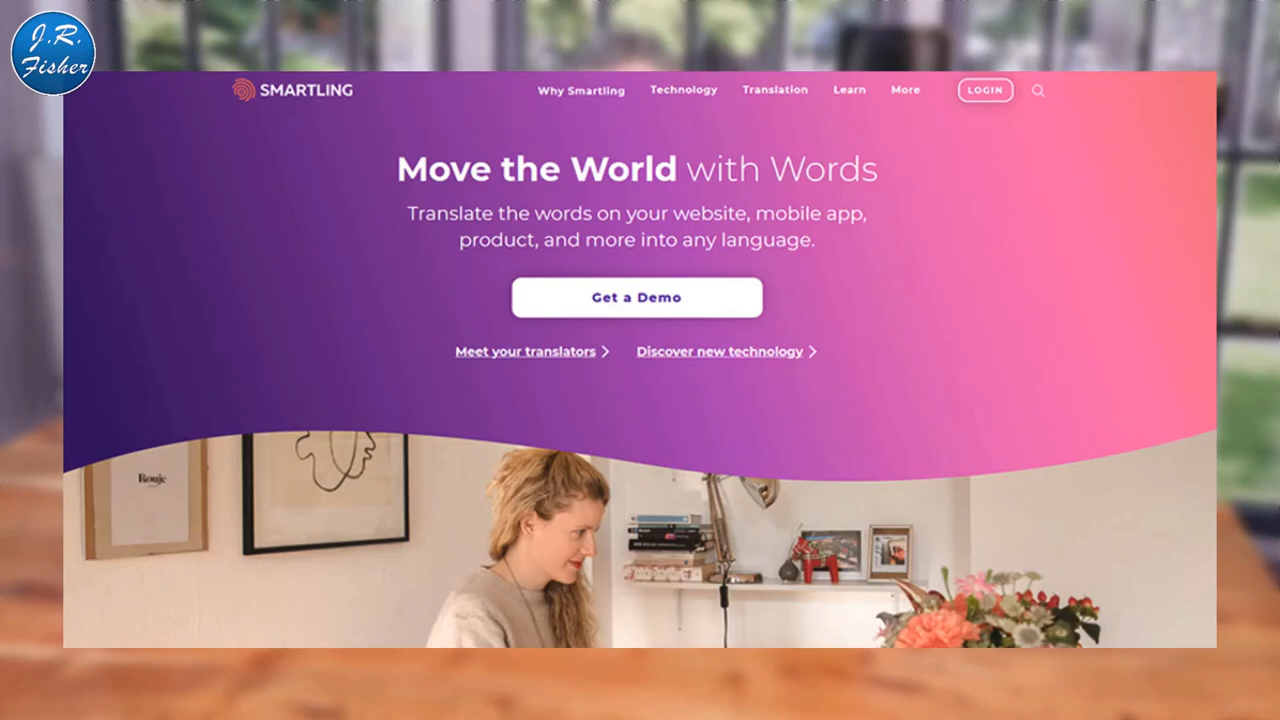 J.R.
Fisher
SMARTLING
Why Smartling Technology Translation Learn More LOGIN
Move the World with Words
Translate the words on your website, mobile app,
product, and more into any language.
Get a Demo
Meet your translators
Discover new technology
Rouje